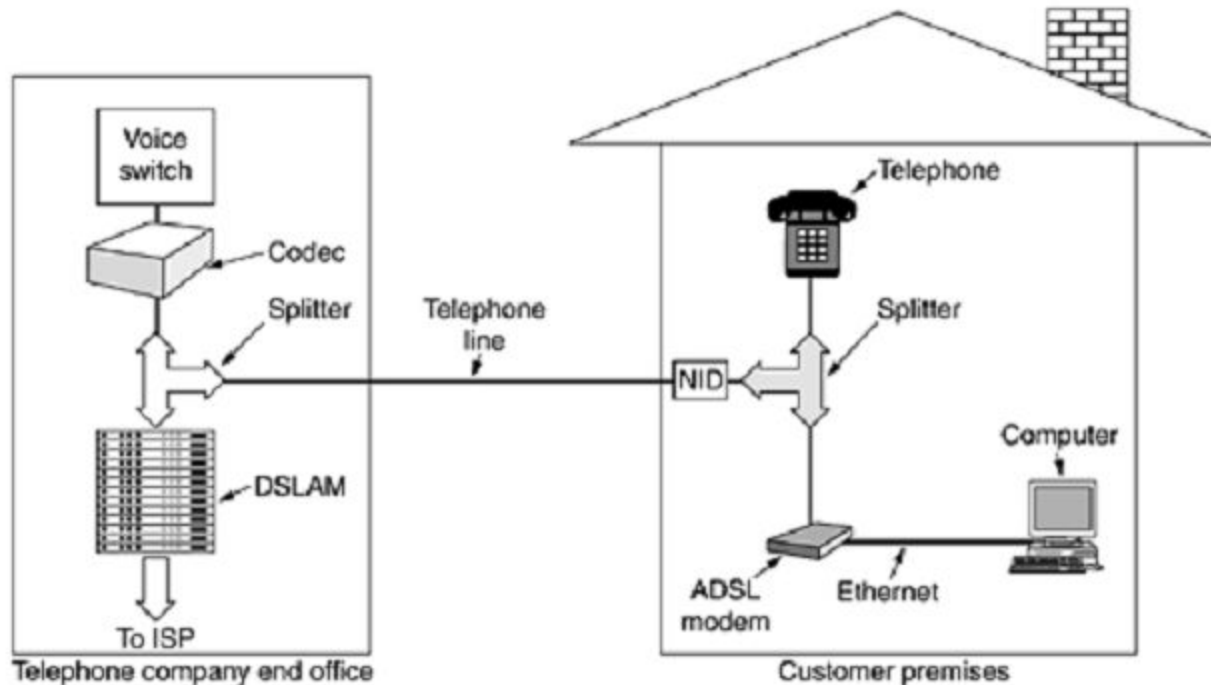 Voice
switch
Codec
Splitter
DSLAM
To ISP
Telephone company end office
Telephone
line
Telephone
Splitter
NID
Computer
ADSL
modem
Ethernet
Customer premises